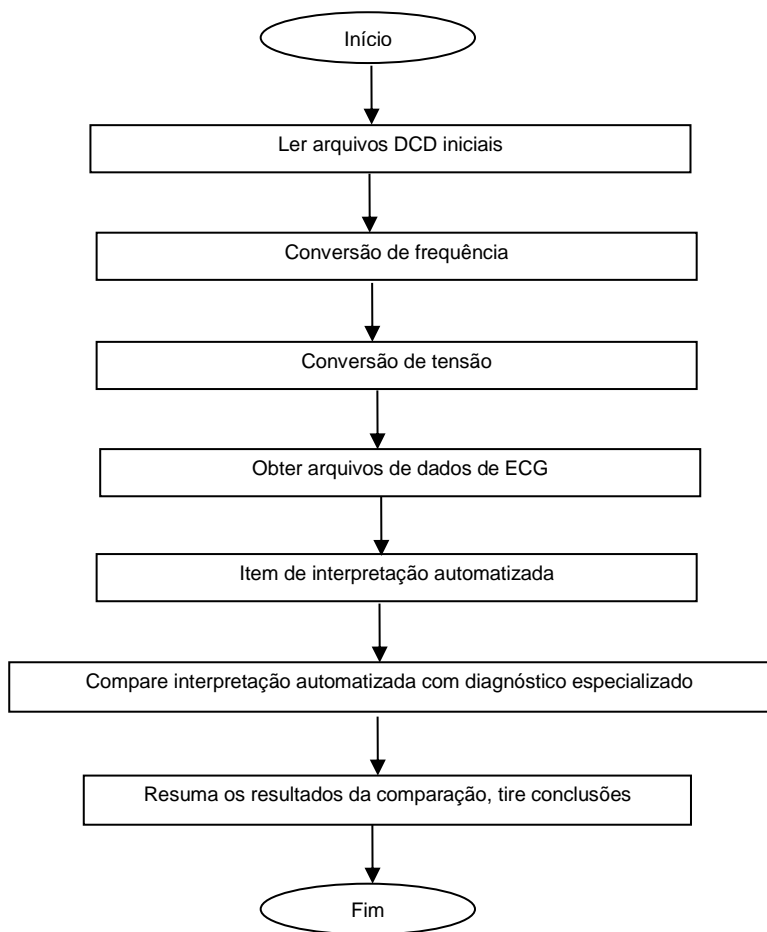 Início
Ler arquivos DCD iniciais
Conversão de frequência
Conversão de tensão
Obter arquivos de dados de ECG
Item de interpretação automatizada
Compare interpretação automatizada com diagnóstico especializado
Resuma os resultados da comparação, tire conclusões
Fim